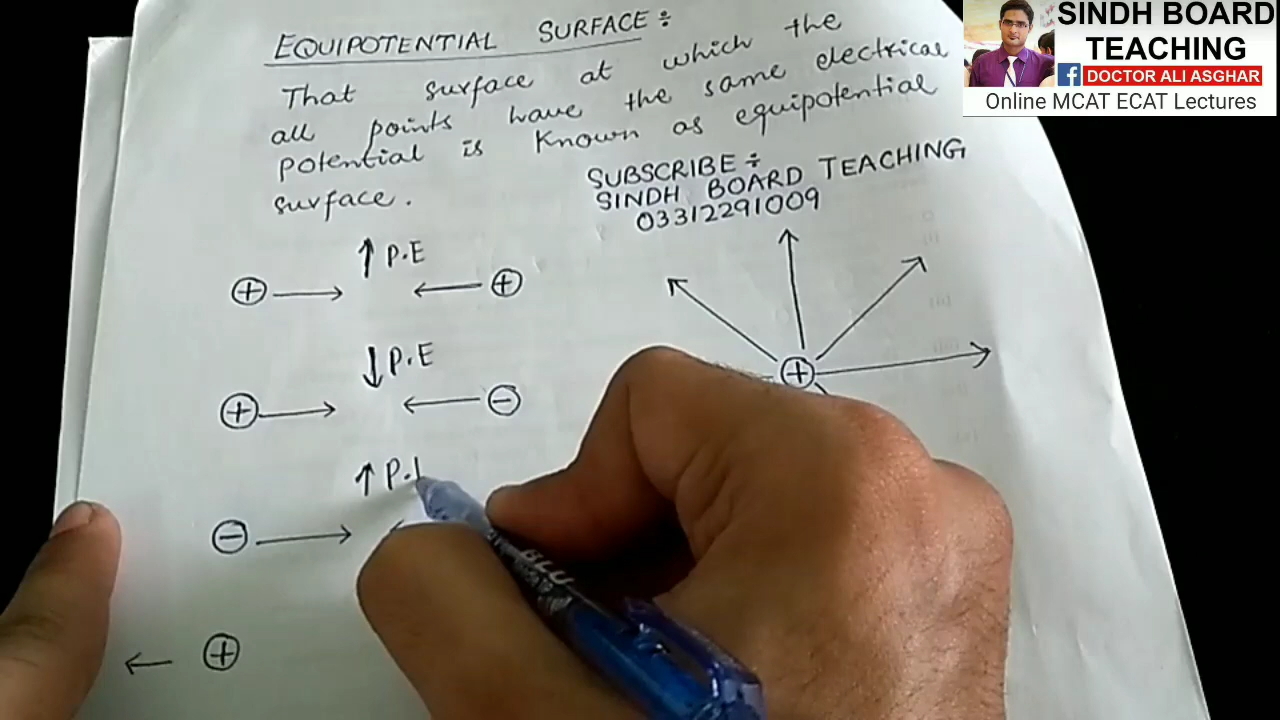 SINDH BOARD
TEACHING
f DOCTOR ALI ASGHAR
Online MCAT ECAT Lectures
EQUIPOTENTIAL SURFACE ÷
That surface at which the
all points have the same electrical
potential is known as equipotential
surface.
SUBSCRIBE ÷
SINDH BOARD TEACHING
03312291009
↑ P.E
+ → ← +
↓ P.E
+ → ← −
↑ P.
− → ←
← +
+
BLU